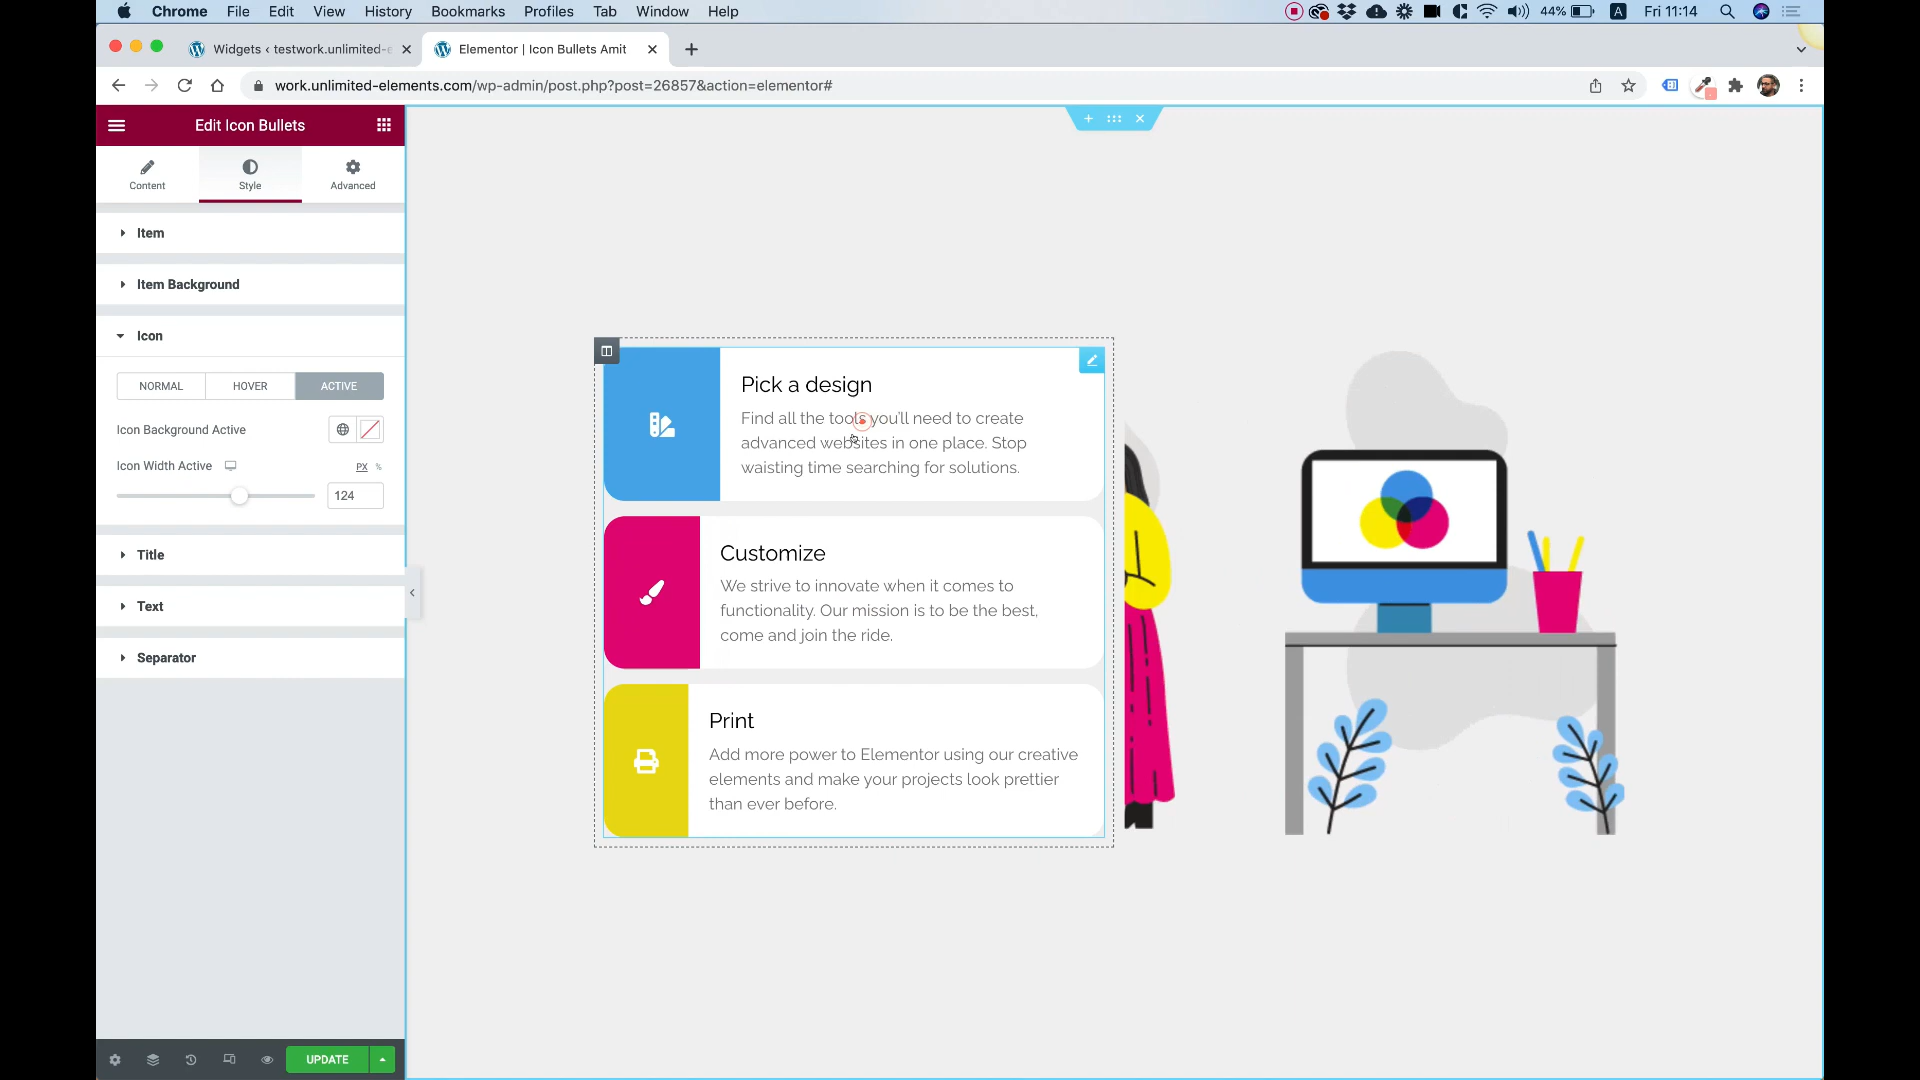 Chrome File Edit View History Bookmarks Profiles Tab Window Help
44% A Fri 11:14
Widgets ‹ testwork.unlimited-e
Elementor | Icon Bullets Amit
work.unlimited-elements.com/wp-admin/post.php?post=26857&action=elementor#
Edit Icon Bullets
Content Style Advanced
Item
Item Background
Icon
NORMAL HOVER ACTIVE
Icon Background Active
Icon Width Active PX %
124
Title
Text
Separator
UPDATE
Pick a design
Find all the tools you'll need to create
advanced websites in one place. Stop
waisting time searching for solutions.
Customize
We strive to innovate when it comes to
functionality. Our mission is to be the best,
come and join the ride.
Print
Add more power to Elementor using our creative
elements and make your projects look prettier
than ever before.